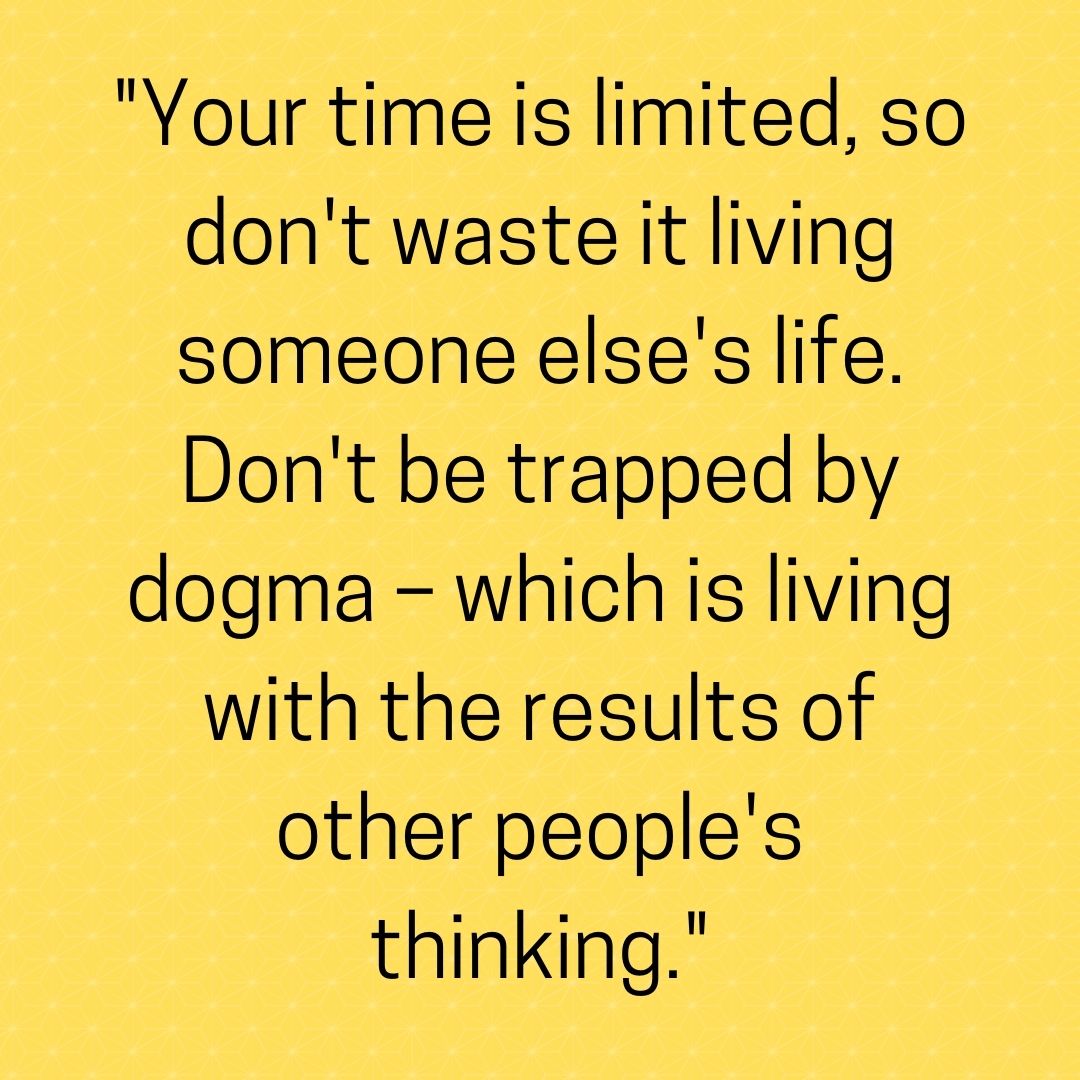 "Your time is limited, so
don't waste it living
someone else's life.
Don't be trapped by
dogma – which is living
with the results of
other people's
thinking."